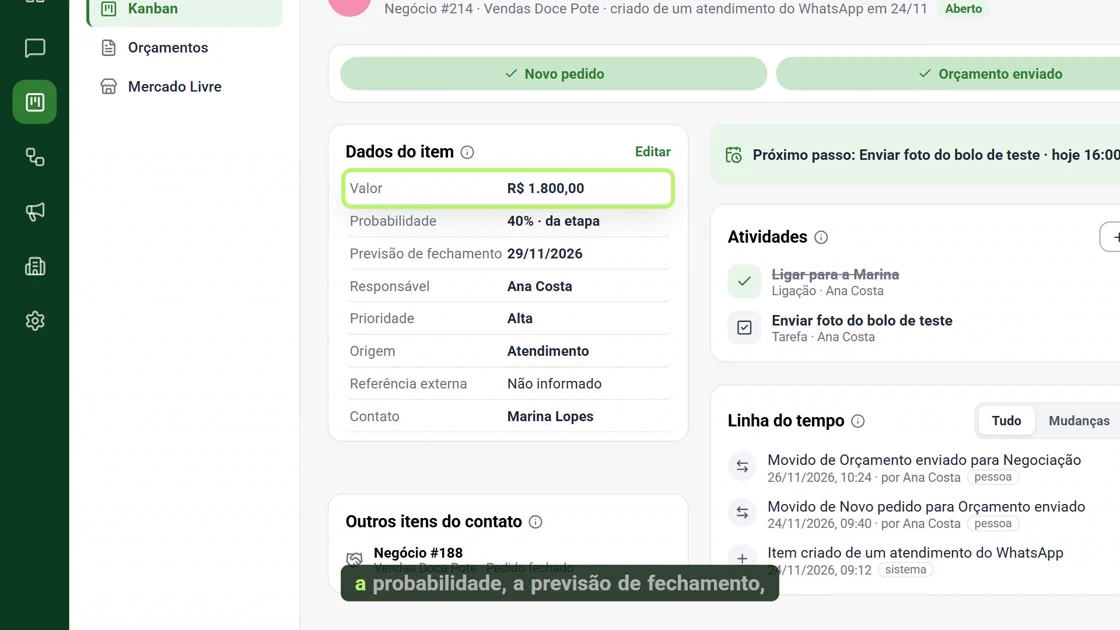 Kanban
Orçamentos
Mercado Livre
Negócio #214 · Vendas Doce Pote · criado de um atendimento do WhatsApp em 24/11 Aberto
Novo pedido
Orçamento enviado
Dados do item
Editar
Valor R$ 1.800,00
Probabilidade 40% · da etapa
Previsão de fechamento 29/11/2026
Responsável Ana Costa
Prioridade Alta
Origem Atendimento
Referência externa Não informado
Contato Marina Lopes
Outros itens do contato
Negócio #188
Vendas Doce Pote · Pedido fechado
Próximo passo: Enviar foto do bolo de teste · hoje 16:00
Atividades
Ligar para a Marina
Ligação · Ana Costa
Enviar foto do bolo de teste
Tarefa · Ana Costa
Linha do tempo
Tudo Mudanças
Movido de Orçamento enviado para Negociação
26/11/2026, 10:24 · por Ana Costa pessoa
Movido de Novo pedido para Orçamento enviado
24/11/2026, 09:40 · por Ana Costa pessoa
Item criado de um atendimento do WhatsApp
24/11/2026, 09:12 sistema
a probabilidade, a previsão de fechamento,